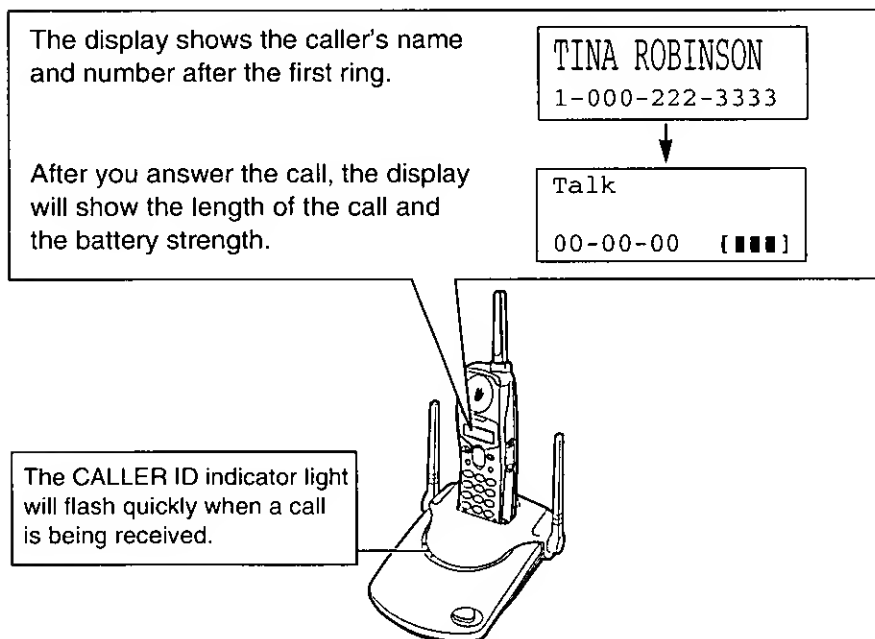 The display shows the caller's name
and number after the first ring.
TINA ROBINSON
1-000-222-3333
After you answer the call, the display
will show the length of the call and
the battery strength.
Talk
00-00-00 [▮▮▮]
The CALLER ID indicator light
will flash quickly when a call
is being received.